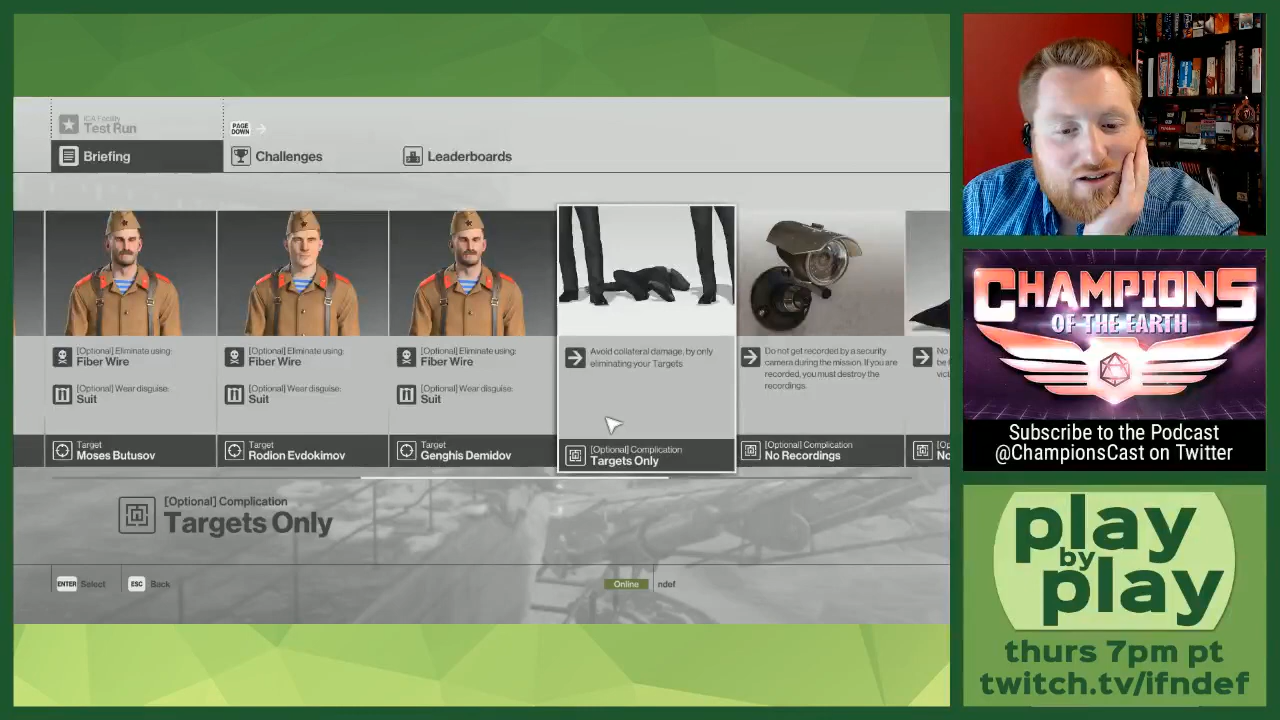 ICA Facility
Test Run
PAGE DOWN
Briefing
Challenges
Leaderboards
[Optional] Eliminate using:
Fiber Wire
[Optional] Wear disguise:
Suit
Target
Moses Butusov
[Optional] Eliminate using:
Fiber Wire
[Optional] Wear disguise:
Suit
Target
Rodion Evdokimov
[Optional] Eliminate using:
Fiber Wire
[Optional] Wear disguise:
Suit
Target
Genghis Demidov
Avoid collateral damage, by only
eliminating your Targets
[Optional] Complication
Targets Only
Do not get recorded by a security
camera during the mission. If you are
recorded, you must destroy the
recordings.
[Optional] Complication
No Recordings
[Optional] Complication
Targets Only
ENTER Select
ESC Back
Online
ndef
CHAMPIONS
OF THE EARTH
Subscribe to the Podcast
@ChampionsCast on Twitter
play
by
play
thurs 7pm pt
twitch.tv/ifndef